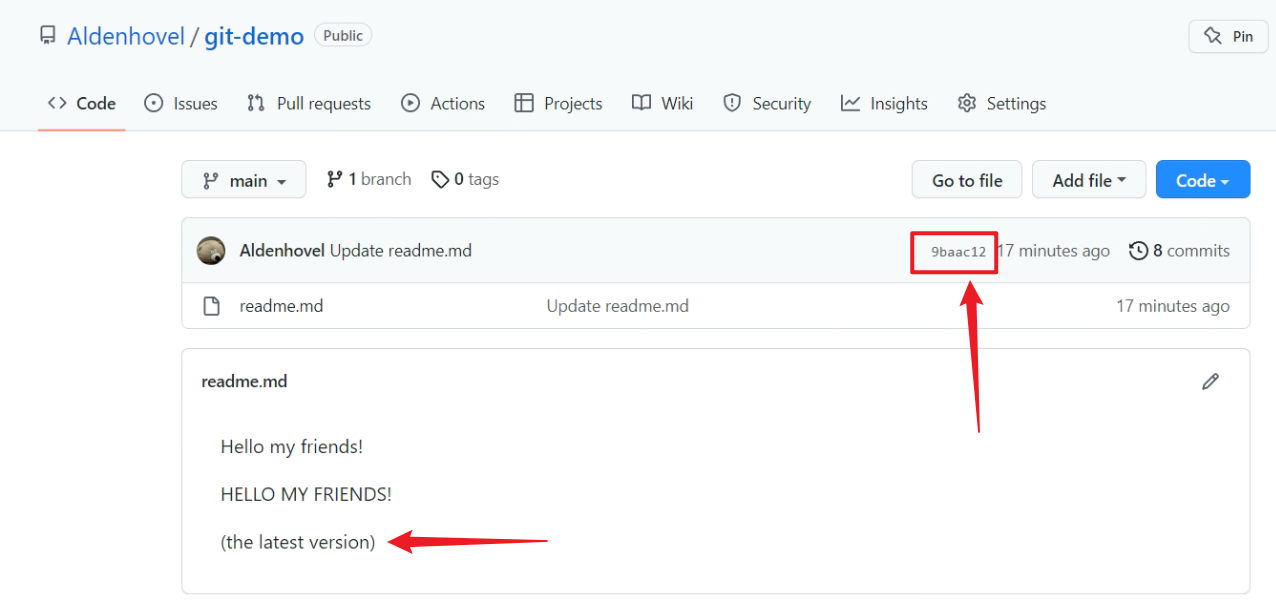 Aldenhovel / git-demo Public Pin
Code Issues Pull requests Actions Projects Wiki Security Insights Settings
main 1 branch 0 tags Go to file Add file Code
Aldenhovel Update readme.md 9baac12 17 minutes ago 8 commits
readme.md Update readme.md 17 minutes ago
readme.md
Hello my friends!
HELLO MY FRIENDS!
(the latest version)